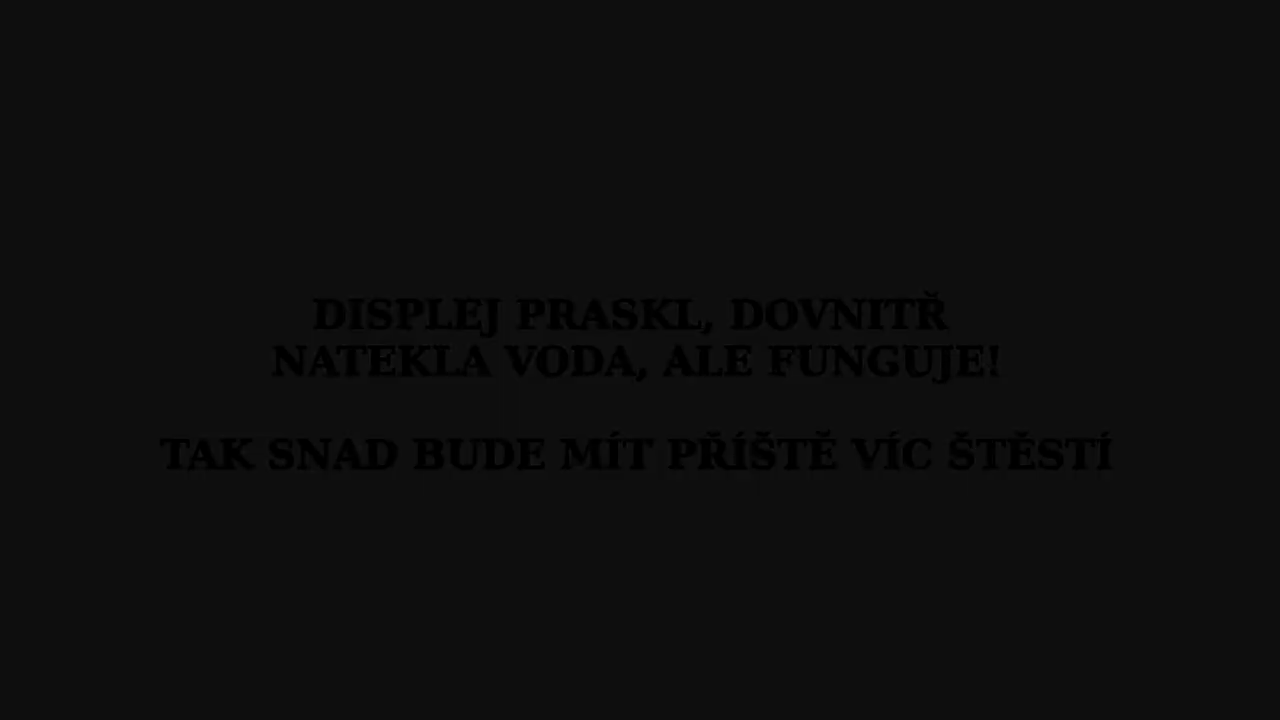 DISPLEJ PRASKL, DOVNITŘ
NATEKLA VODA, ALE FUNGUJE!
TAK SNAD BUDE MÍT PŘÍŠTĚ VÍC ŠTĚSTÍ